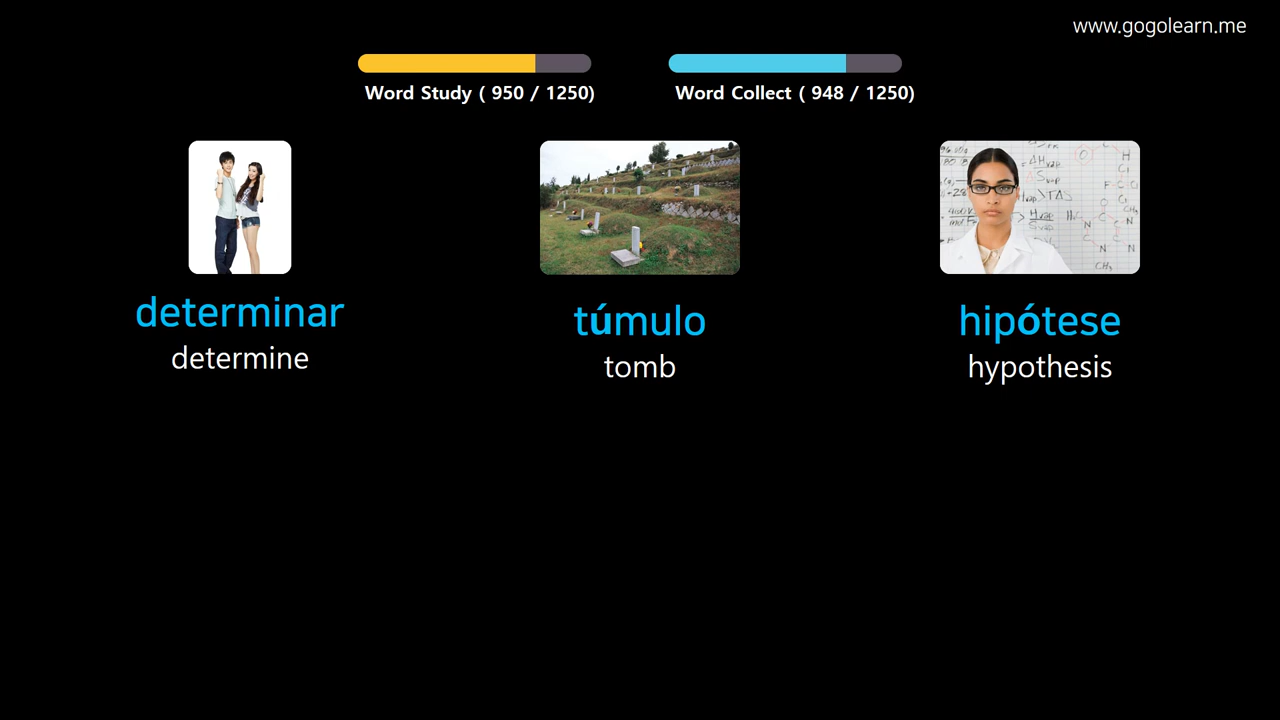 www.gogolearn.me
Word Study ( 950 / 1250)
Word Collect ( 948 / 1250)
determinar
determine
túmulo
tomb
hipótese
hypothesis